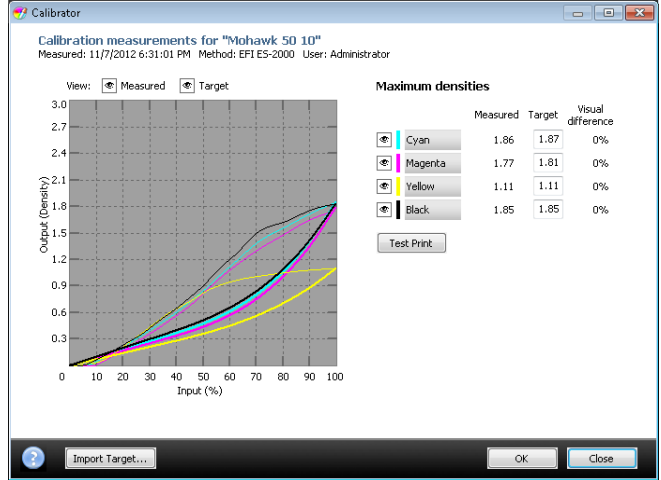 Calibrator
Calibration measurements for "Mohawk 50 10"
Measured: 11/7/2012 6:31:01 PM Method: EFI ES-2000 User: Administrator
View: Measured Target
3.0
2.7
2.4
2.1
1.8
1.5
1.2
0.9
0.6
0.3
Output (Density)
0 10 20 30 40 50 60 70 80 90 100
Input (%)
Maximum densities
Measured Target Visual difference
Cyan 1.86 1.87 0%
Magenta 1.77 1.81 0%
Yellow 1.11 1.11 0%
Black 1.85 1.85 0%
Test Print
?
Import Target...
OK
Close